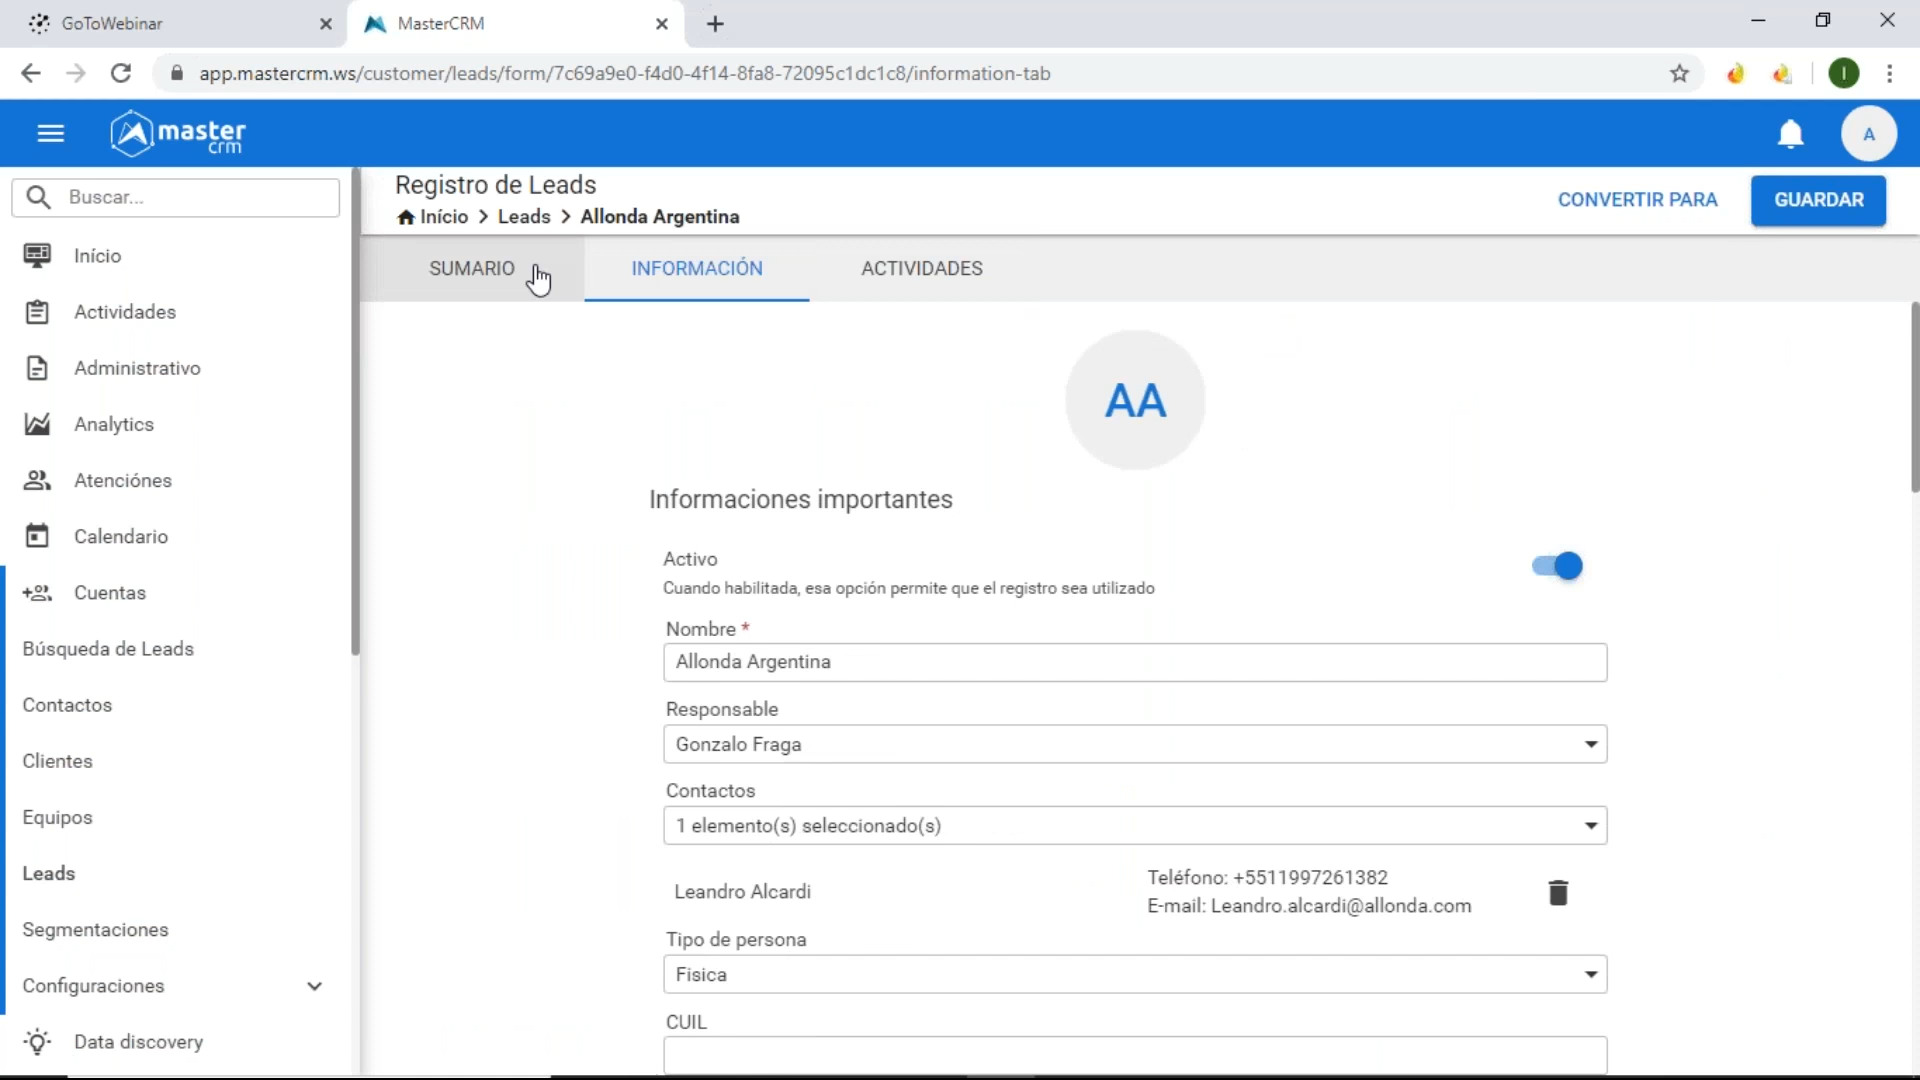 GoToWebinar
MasterCRM
app.mastercrm.ws/customer/leads/form/7c69a9e0-f4d0-4f14-8fa8-72095c1dc1c8/information-tab
I
master
crm
A
Buscar...
Registro de Leads
Início > Leads > Allonda Argentina
CONVERTIR PARA
GUARDAR
SUMARIO
INFORMACIÓN
ACTIVIDADES
Início
Actividades
Administrativo
Analytics
Atenciónes
Calendario
Cuentas
Búsqueda de Leads
Contactos
Clientes
Equipos
Leads
Segmentaciones
Configuraciones
Data discovery
AA
Informaciones importantes
Activo
Cuando habilitada, esa opción permite que el registro sea utilizado
Nombre *
Allonda Argentina
Responsable
Gonzalo Fraga
Contactos
1 elemento(s) seleccionado(s)
Leandro Alcardi
Teléfono: +5511997261382
E-mail: Leandro.alcardi@allonda.com
Tipo de persona
Fisica
CUIL